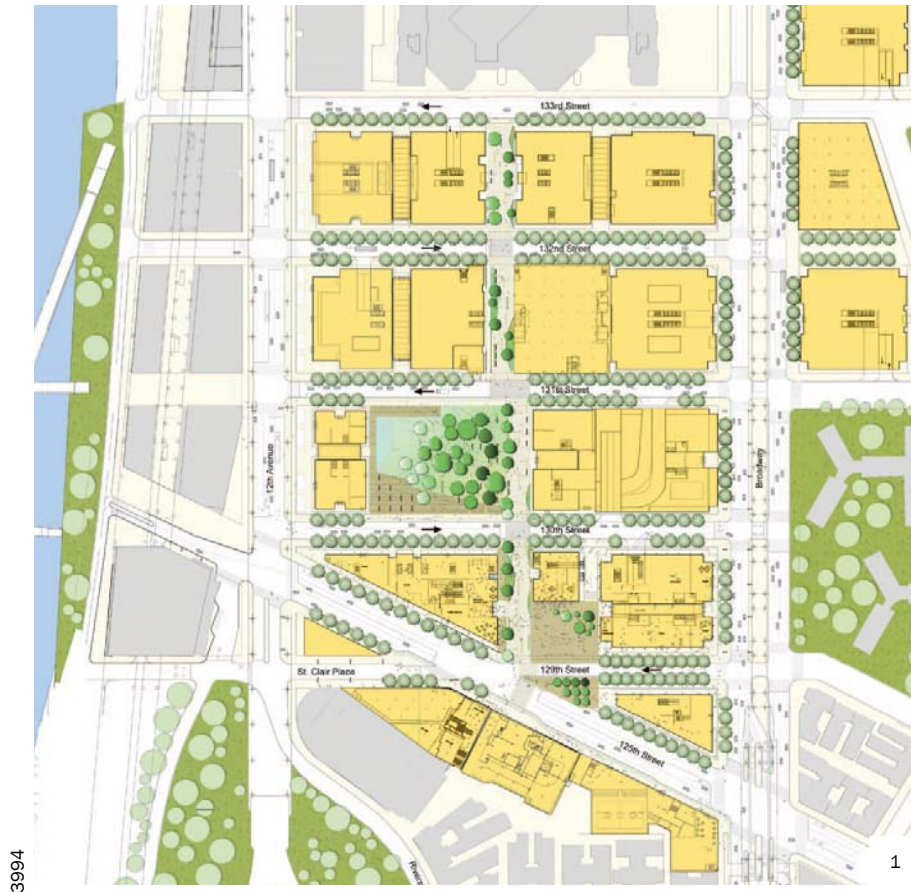 133rd Street
132nd Street
131st Street
12th Avenue
Broadway
130th Street
129th Street
St. Clair Place
125th Street
3994
1